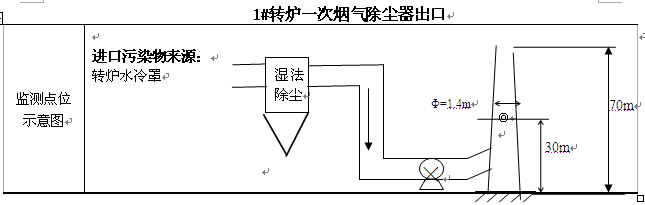 1#转炉一次烟气除尘器出口
进口污染物来源：
转炉水冷罩
监测点位
示意图
湿法
除尘
Φ=1.4m
70m
30m